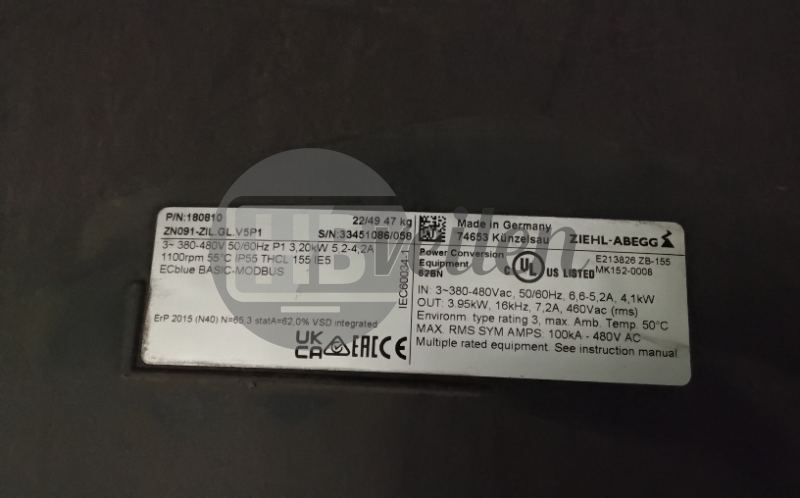 P/N:180810 22/49 47 kg
ZN091-ZIL.GL.V5P1 S/N:33451086/058
3~ 380-480V 50/60Hz P1 3,20kW 5,2-4,2A
1100rpm 55°C IP55 THCL 155 IE5
ECblue BASIC-MODBUS
ErP 2015 (N40) N=65,3 statA=62,0% VSD integrated
IEC60034-1
UK
CA EAC CE
Made in Germany
74653 Künzelsau ZIEHL-ABEGG
Power Conversion
Equipment
62BN
C UL US LISTED
E213826 ZB-155
MK152-0008
IN: 3~380-480Vac, 50/60Hz, 6,6-5,2A, 4,1kW
OUT: 3.95kW, 16kHz, 7,2A, 460Vac (rms)
Environm. type rating 3, max. Amb. Temp. 50°C
MAX. RMS SYM AMPS: 100kA - 480V AC
Multiple rated equipment. See instruction manual
HB witen